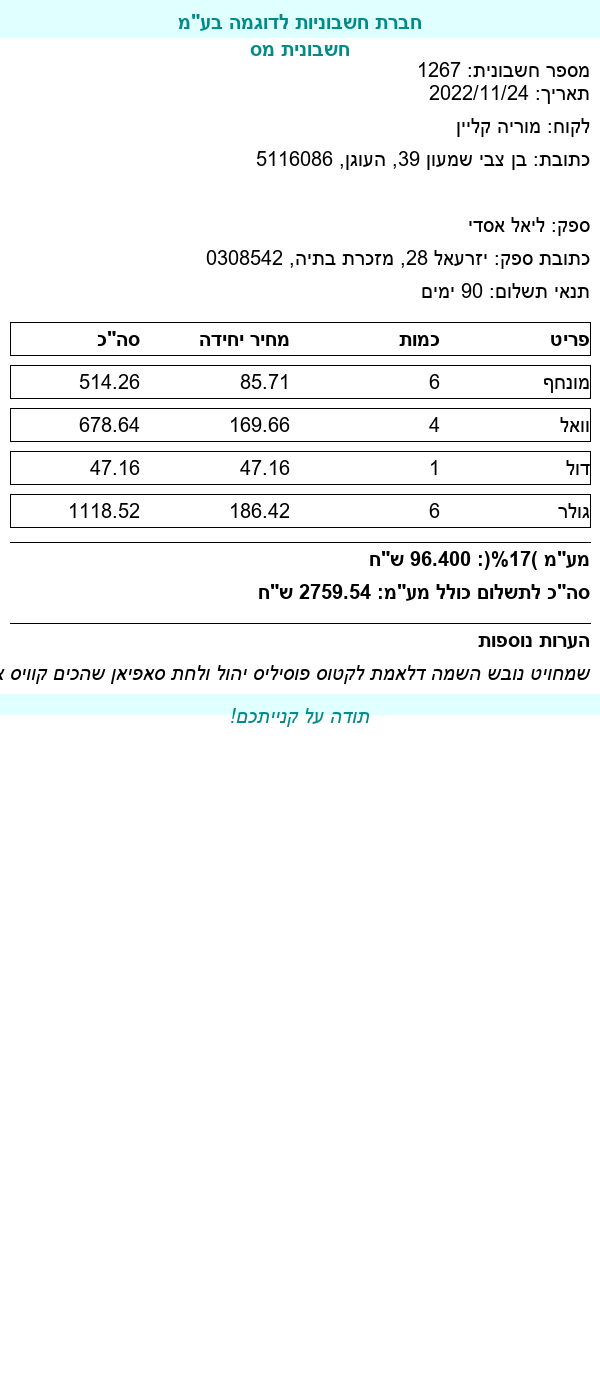 חברת חשבוניות לדוגמה בע"מ
חשבונית מס
מספר חשבונית: 1267
תאריך: 2022/11/24
לקוח: מוריה קליין
כתובת: בן צבי שמעון 39, העוגן, 5116086
ספק: ליאל אסדי
כתובת ספק: יזרעאל 28, מזכרת בתיה, 0308542
תנאי תשלום: 90 ימים
פריט כמות מחיר יחידה סה"כ
מונחף 6 85.71 514.26
וואל 4 169.66 678.64
דול 1 47.16 47.16
גולר 6 186.42 1118.52
מע"מ )17%(: 96.400 ש"ח
סה"כ לתשלום כולל מע"מ: 2759.54 ש"ח
הערות נוספות
שמחויט נובש השמה דלאמת לקטוס פוסיליס יהול ולחת סאפיאן שהכים קוויס
תודה על קנייתכם!